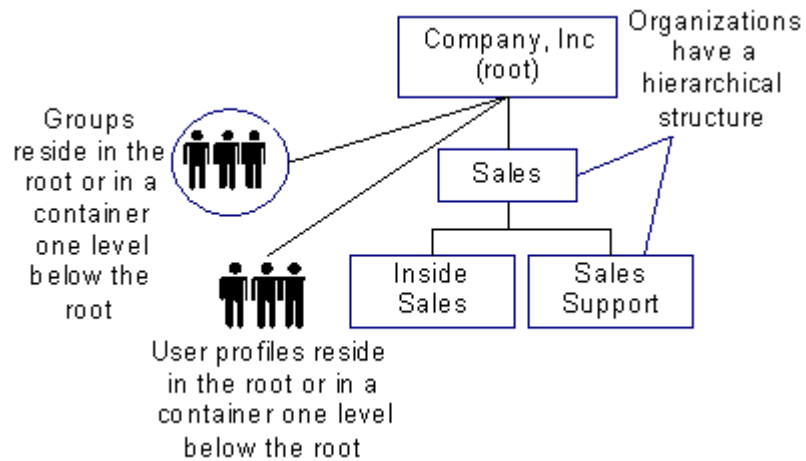 Company, Inc
(root)
Organizations
have a
hierarchical
structure
Groups
reside in the
root or in a
container
one level
below the
root
Sales
Inside
Sales
Sales
Support
User profiles reside
in the root or in a
container one level
below the root